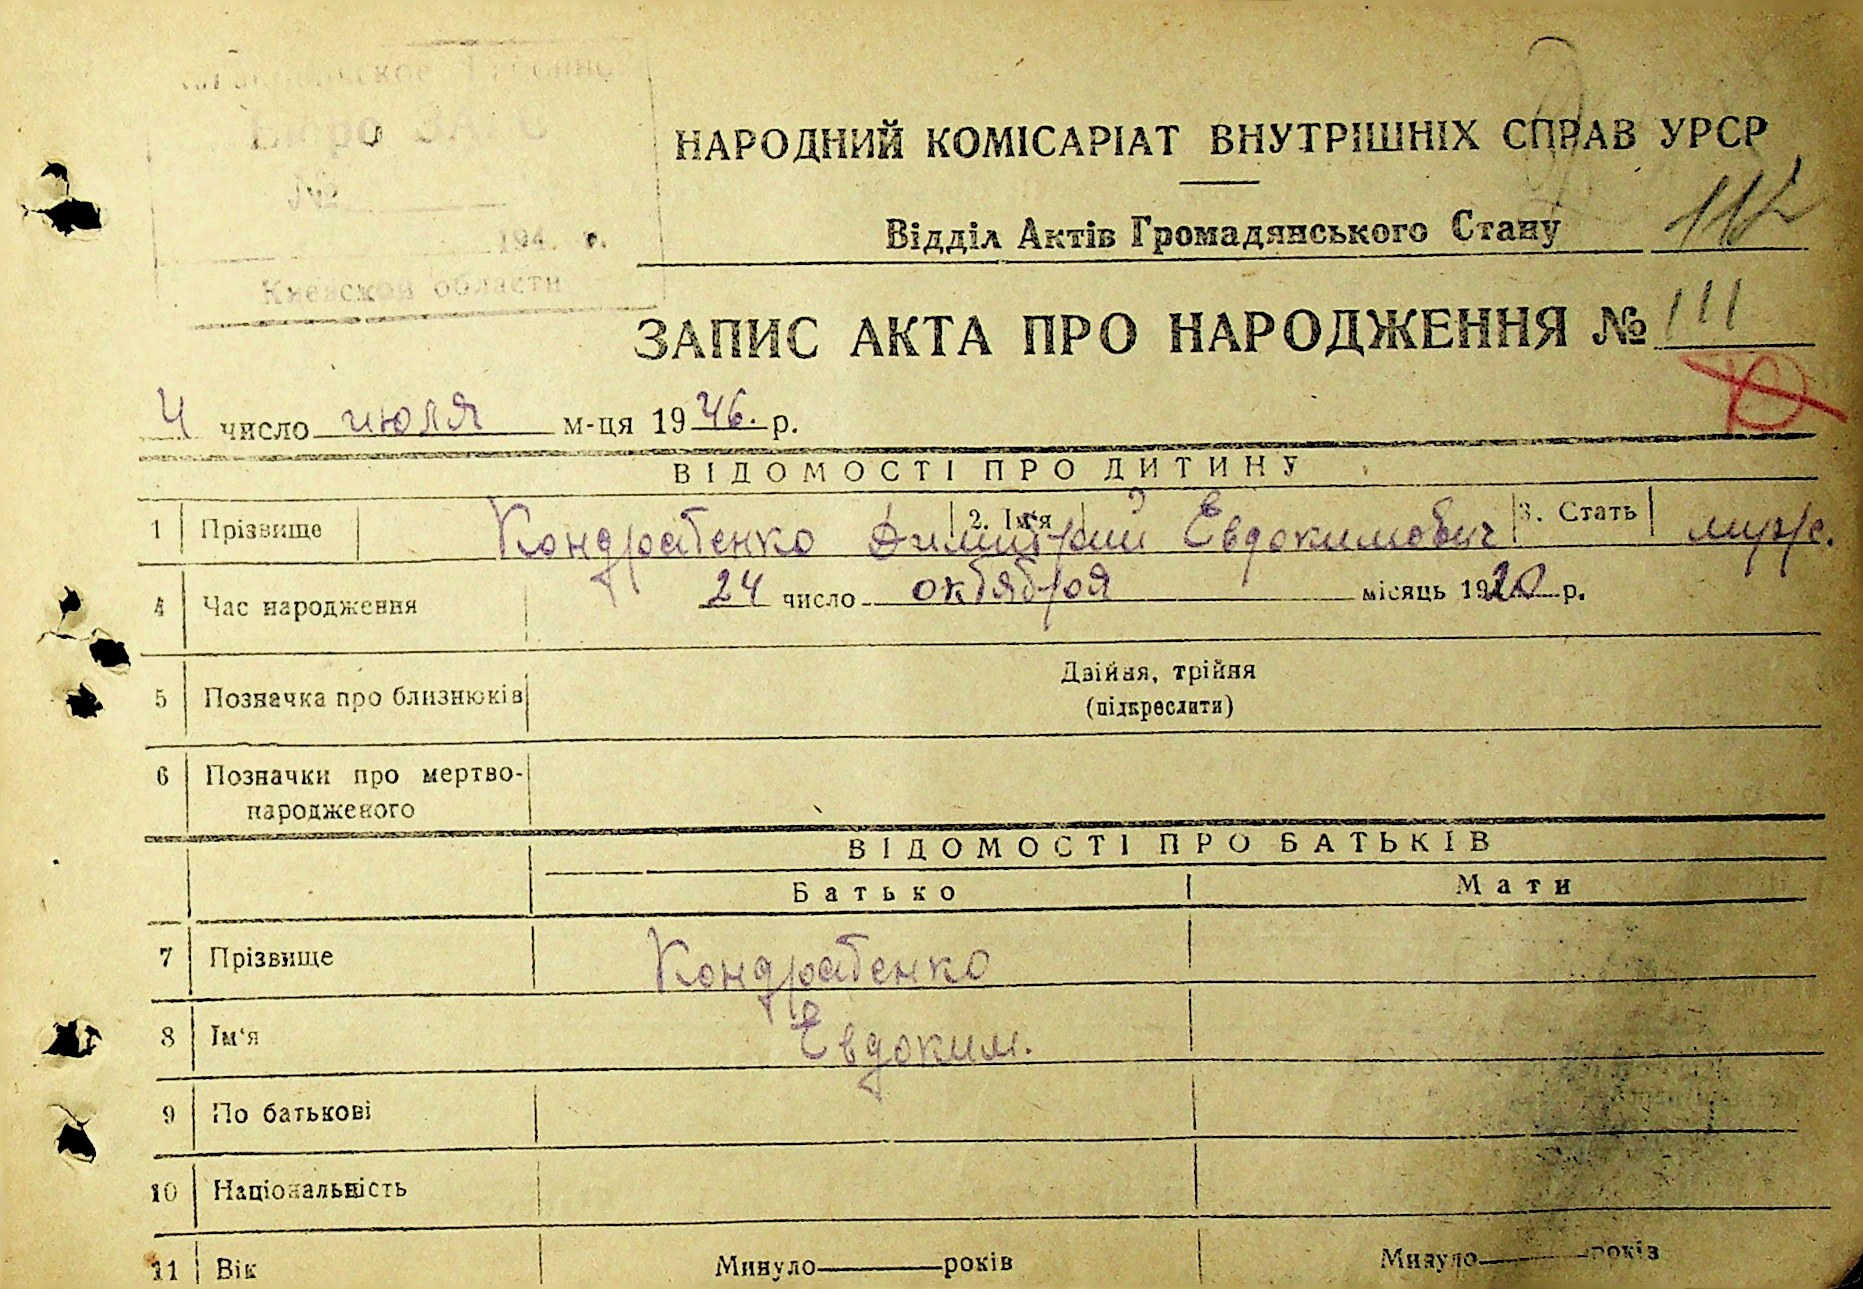 Бюро ЗАГС
№
194 г.
Киевской области
НАРОДНИЙ КОМІСАРІАТ ВНУТРІШНІХ СПРАВ УРСР
Відділ Актів Громадянського Стану 112
ЗАПИС АКТА ПРО НАРОДЖЕННЯ № 111
4 число июля м-ця 1946. р.
ВІДОМОСТІ ПРО ДИТИНУ
1 Прізвище Кондратенко 2. Ім'я Димитрий Евдокимович 3. Стать муж.
4 Час народження 24 число октября місяць 1920 р.
5 Позначка про близнюків Двійня, трійня
(підкреслити)
6 Позначки про мертво-
народженого
ВІДОМОСТІ ПРО БАТЬКІВ
Батько Мати
7 Прізвище Кондратенко
8 Ім'я Евдоким.
9 По батькові
10 Національність
11 Вік Минуло років Минуло років